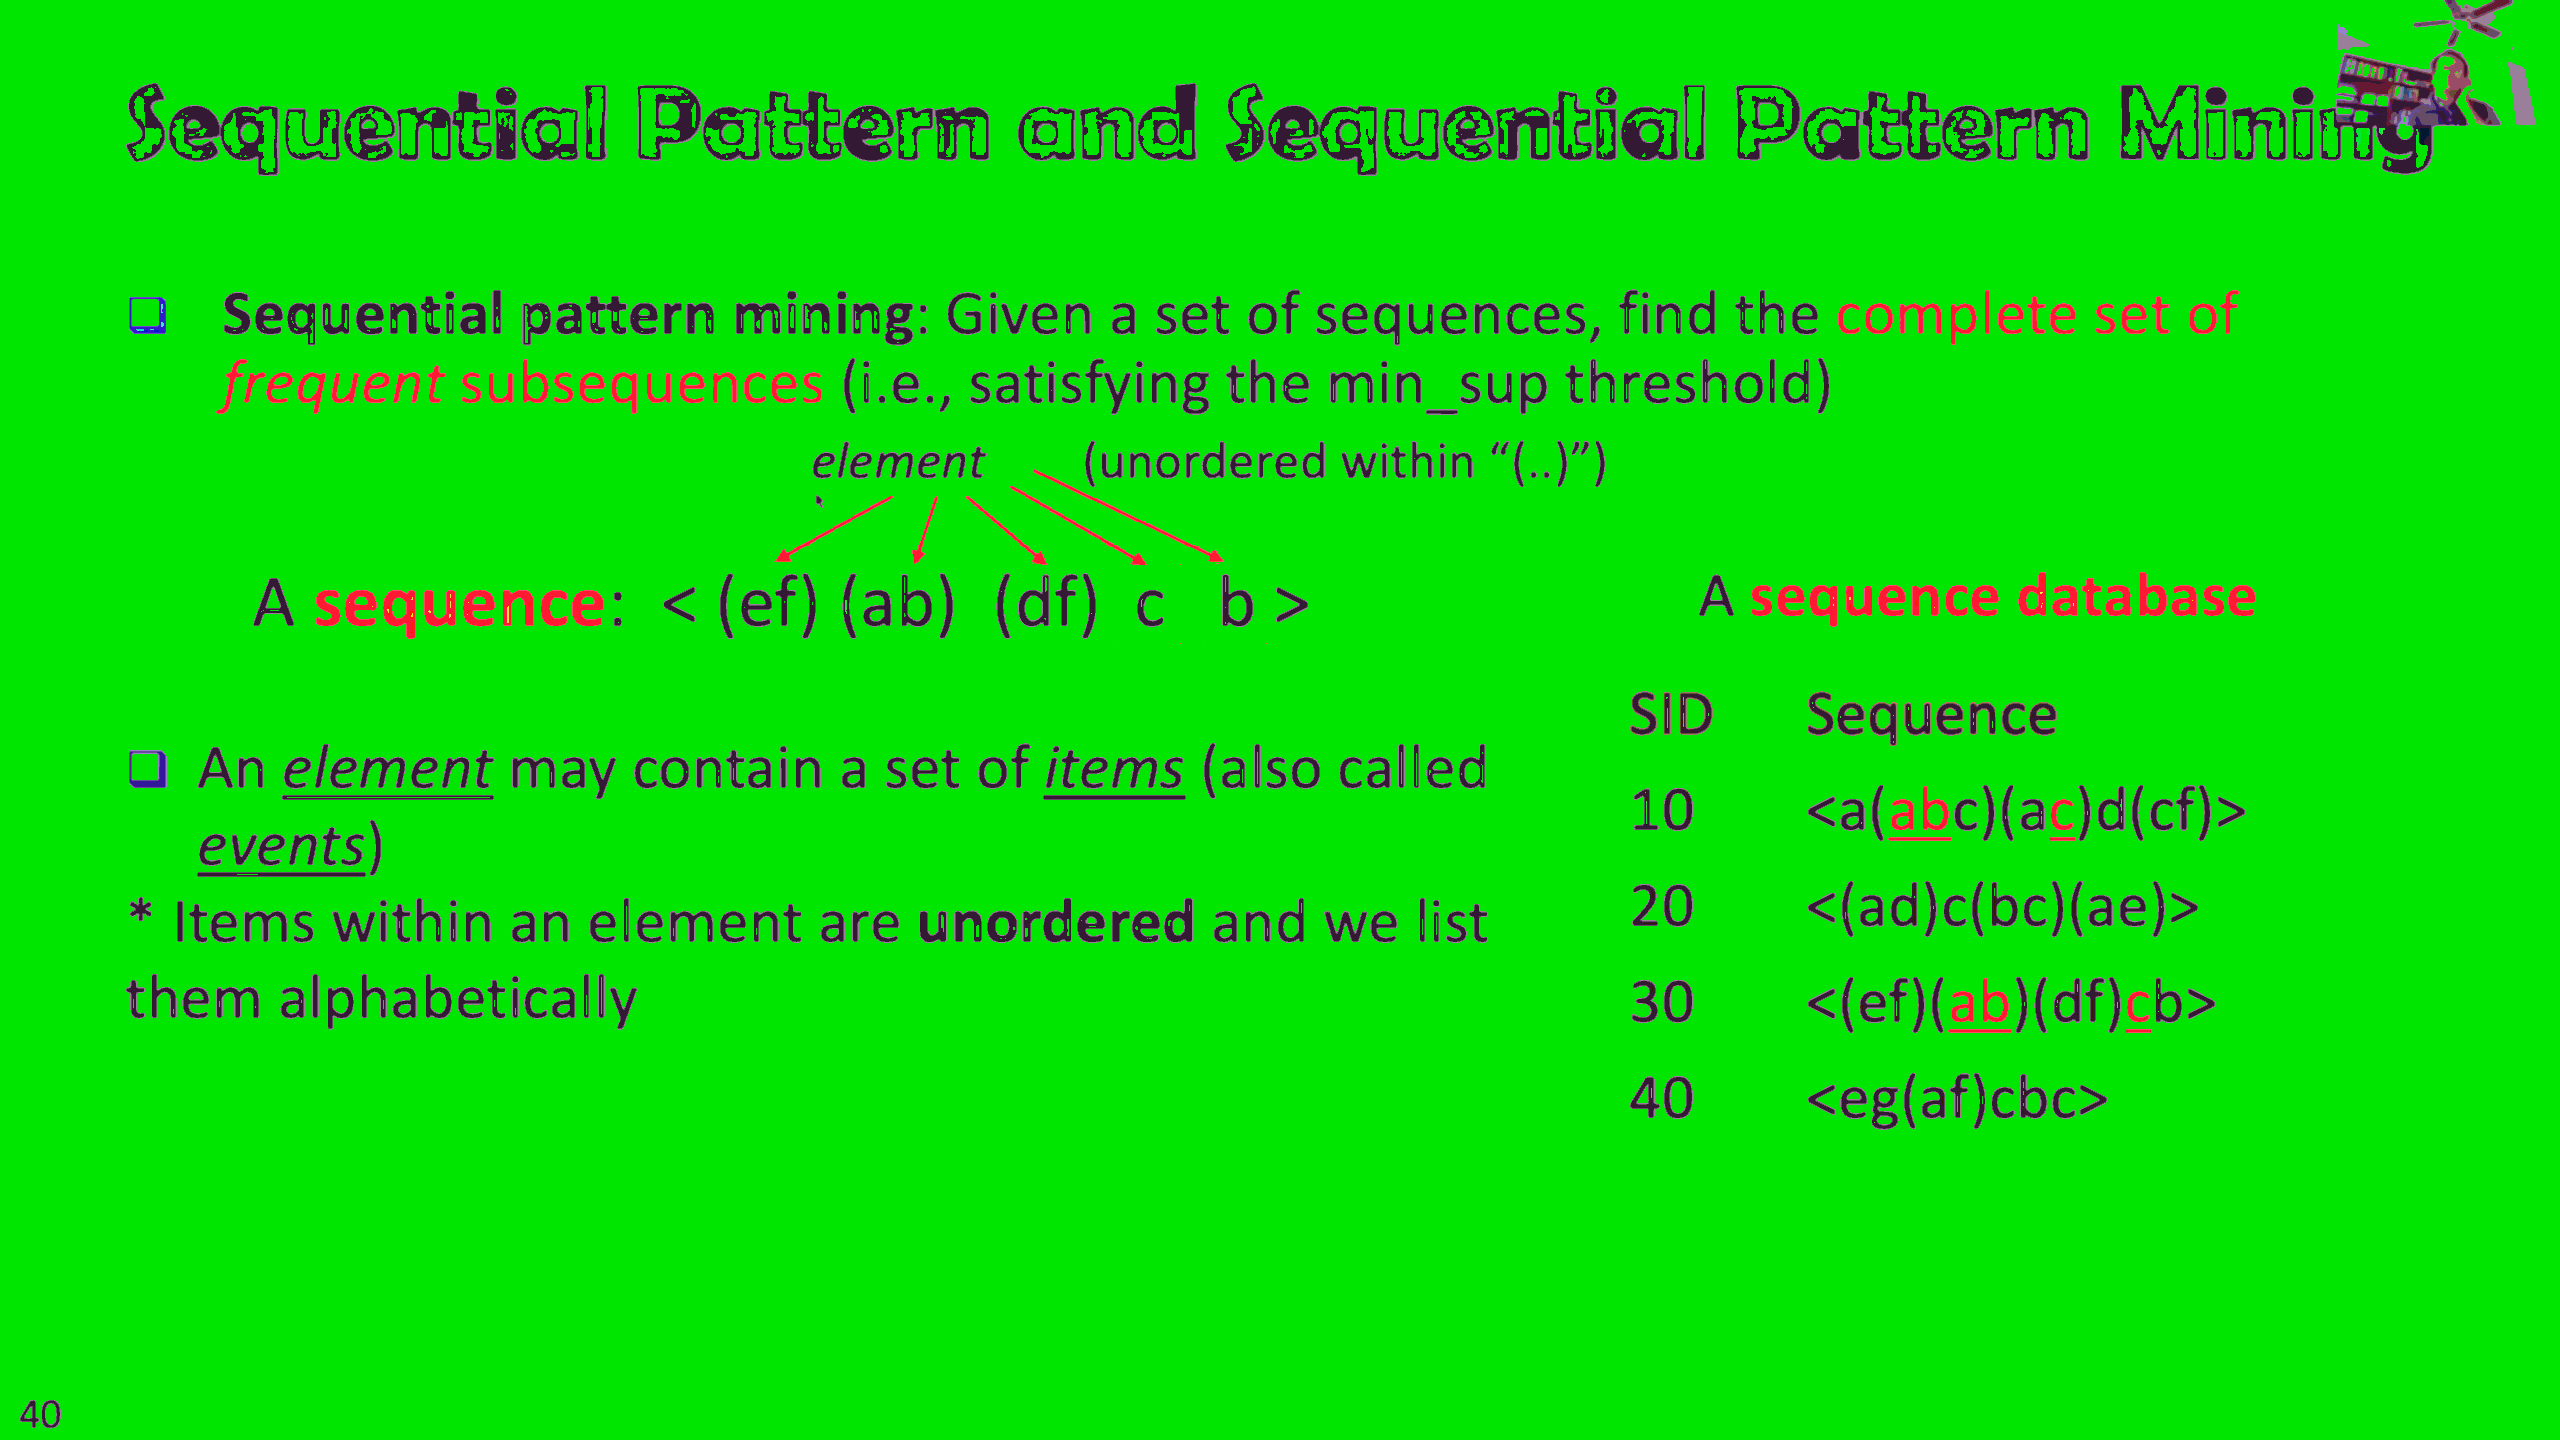 Sequential Pattern and Sequential Pattern Mining
Sequential pattern mining: Given a set of sequences, find the complete set of
frequent subsequences (i.e., satisfying the min_sup threshold)
element (unordered within “(..)”)
A sequence: < (ef) (ab) (df) c b >
An element may contain a set of items (also called
events)
* Items within an element are unordered and we list
them alphabetically
A sequence database
SID Sequence
10 <a(abc)(ac)d(cf)>
20 <(ad)c(bc)(ae)>
30 <(ef)(ab)(df)cb>
40 <eg(af)cbc>
40